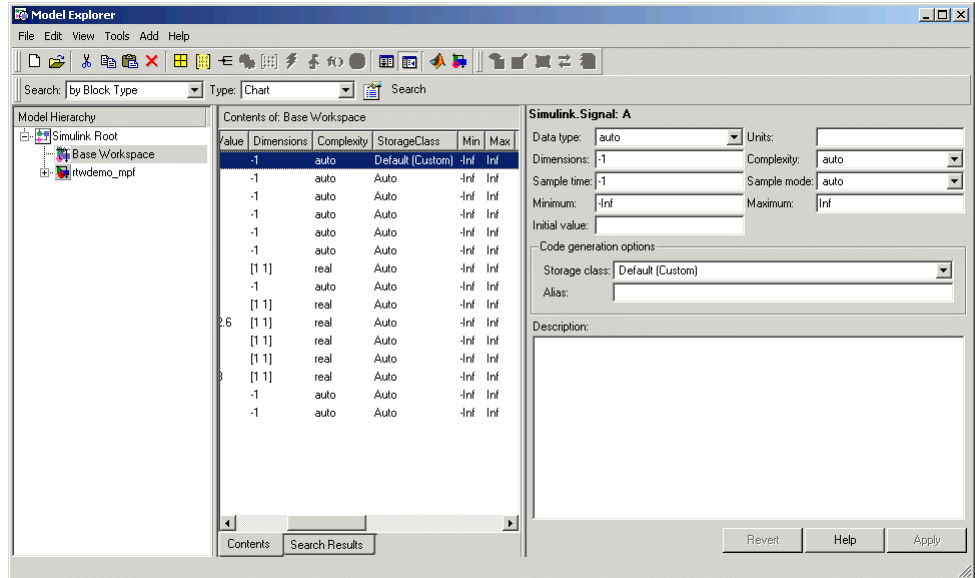 Model Explorer
File Edit View Tools Add Help
Search: by Block Type Type: Chart Search
Model Hierarchy
Simulink Root
Base Workspace
rtwdemo_mpf
Contents of: Base Workspace
Value Dimensions Complexity StorageClass Min Max
-1 auto Default (Custom) -Inf Inf
-1 auto Auto -Inf Inf
-1 auto Auto -Inf Inf
-1 auto Auto -Inf Inf
-1 auto Auto -Inf Inf
-1 auto Auto -Inf Inf
[1 1] real Auto -Inf Inf
-1 auto Auto -Inf Inf
[1 1] real Auto -Inf Inf
2.6 [1 1] real Auto -Inf Inf
[1 1] real Auto -Inf Inf
[1 1] real Auto -Inf Inf
[1 1] real Auto -Inf Inf
-1 auto Auto -Inf Inf
-1 auto Auto -Inf Inf
Contents Search Results
Simulink.Signal: A
Data type: auto Units:
Dimensions: -1 Complexity: auto
Sample time: -1 Sample mode: auto
Minimum: -Inf Maximum: Inf
Initial value:
Code generation options
Storage class: Default (Custom)
Alias:
Description:
Revert Help Apply